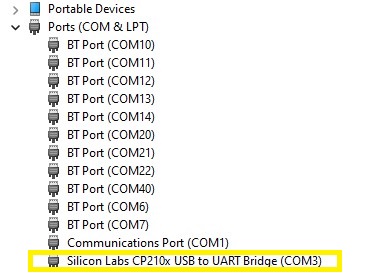 Portable Devices
Ports (COM & LPT)
BT Port (COM10)
BT Port (COM11)
BT Port (COM12)
BT Port (COM13)
BT Port (COM14)
BT Port (COM20)
BT Port (COM21)
BT Port (COM22)
BT Port (COM40)
BT Port (COM6)
BT Port (COM7)
Communications Port (COM1)
Silicon Labs CP210x USB to UART Bridge (COM3)